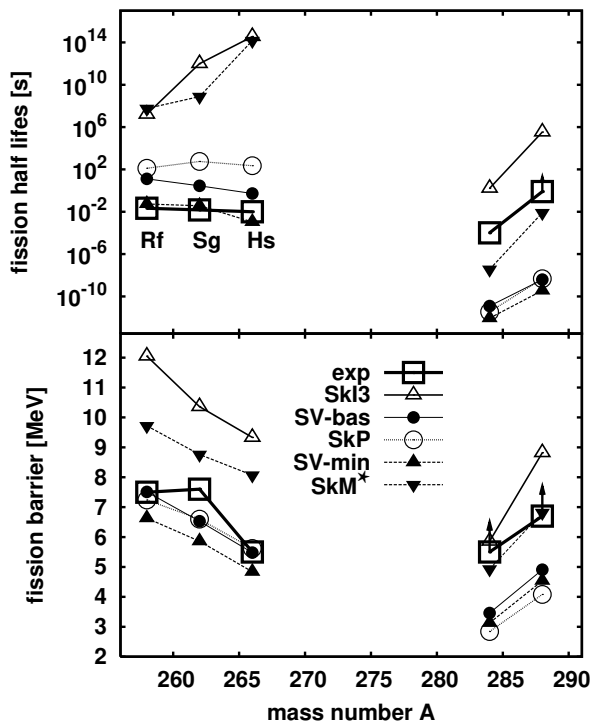 fission half lifes [s]
10^14
10^10
10^6
10^2
10^-2
10^-6
10^-10
Rf Sg Hs
fission barrier [MeV]
12
11
10
9
8
7
6
5
4
3
2
exp
SkI3
SV-bas
SkP
SV-min
SkM*
260 265 270 275 280 285 290
mass number A